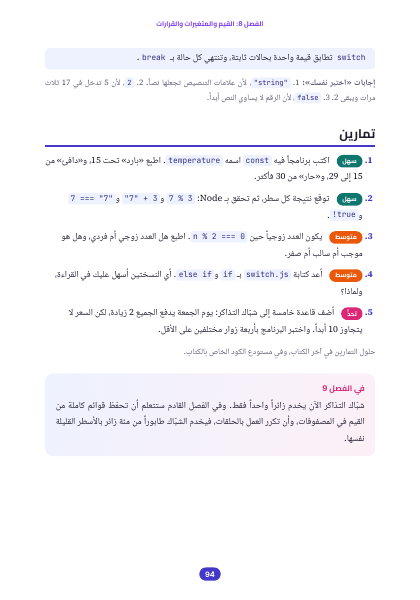 الفصل 8: القيم والمتغيرات والقرارات
switch تطابق قيمة واحدة بحالات ثابتة، وتنتهي كل حالة بـ break .
إجابات «اختبر نفسك»: 1. "string" ، لأن علامات التنصيص تجعلها نصاً. 2. 2 ، لأن 5 تدخل في 17 ثلاث
مرات ويبقى 2. 3. false ، لأن الرقم لا يساوي النص أبداً.
تمارين
1. سهل اكتب برنامجاً فيه const اسمه temperature . اطبع «بارد» تحت 15، و«دافئ» من
15 إلى 29، و«حار» من 30 فأكثر.
2. سهل توقع نتيجة كل سطر، ثم تحقق بـ Node: 7 % 3 و "7" + 3 و 7 === "7"
و !true .
3. متوسط يكون العدد زوجياً حين n % 2 === 0 . اطبع هل العدد زوجي أم فردي، وهل هو
موجب أم سالب أم صفر.
4. متوسط أعد كتابة switch.js بـ if و else if . أي النسختين أسهل عليك في القراءة،
ولماذا؟
5. تحدٍّ أضف قاعدة خامسة إلى شبّاك التذاكر: يوم الجمعة يدفع الجميع 2 زيادة، لكن السعر لا
يتجاوز 10 أبداً. واختبر البرنامج بأربعة زوار مختلفين على الأقل.
حلول التمارين في آخر الكتاب، وفي مستودع الكود الخاص بالكتاب.
في الفصل 9
شبّاك التذاكر الآن يخدم زائراً واحداً فقط. وفي الفصل القادم ستتعلم أن تحفظ قوائم كاملة من
القيم في المصفوفات، وأن تكرر العمل بالحلقات، فيخدم الشبّاك طابوراً من مئة زائر بالأسطر القليلة
نفسها.
94